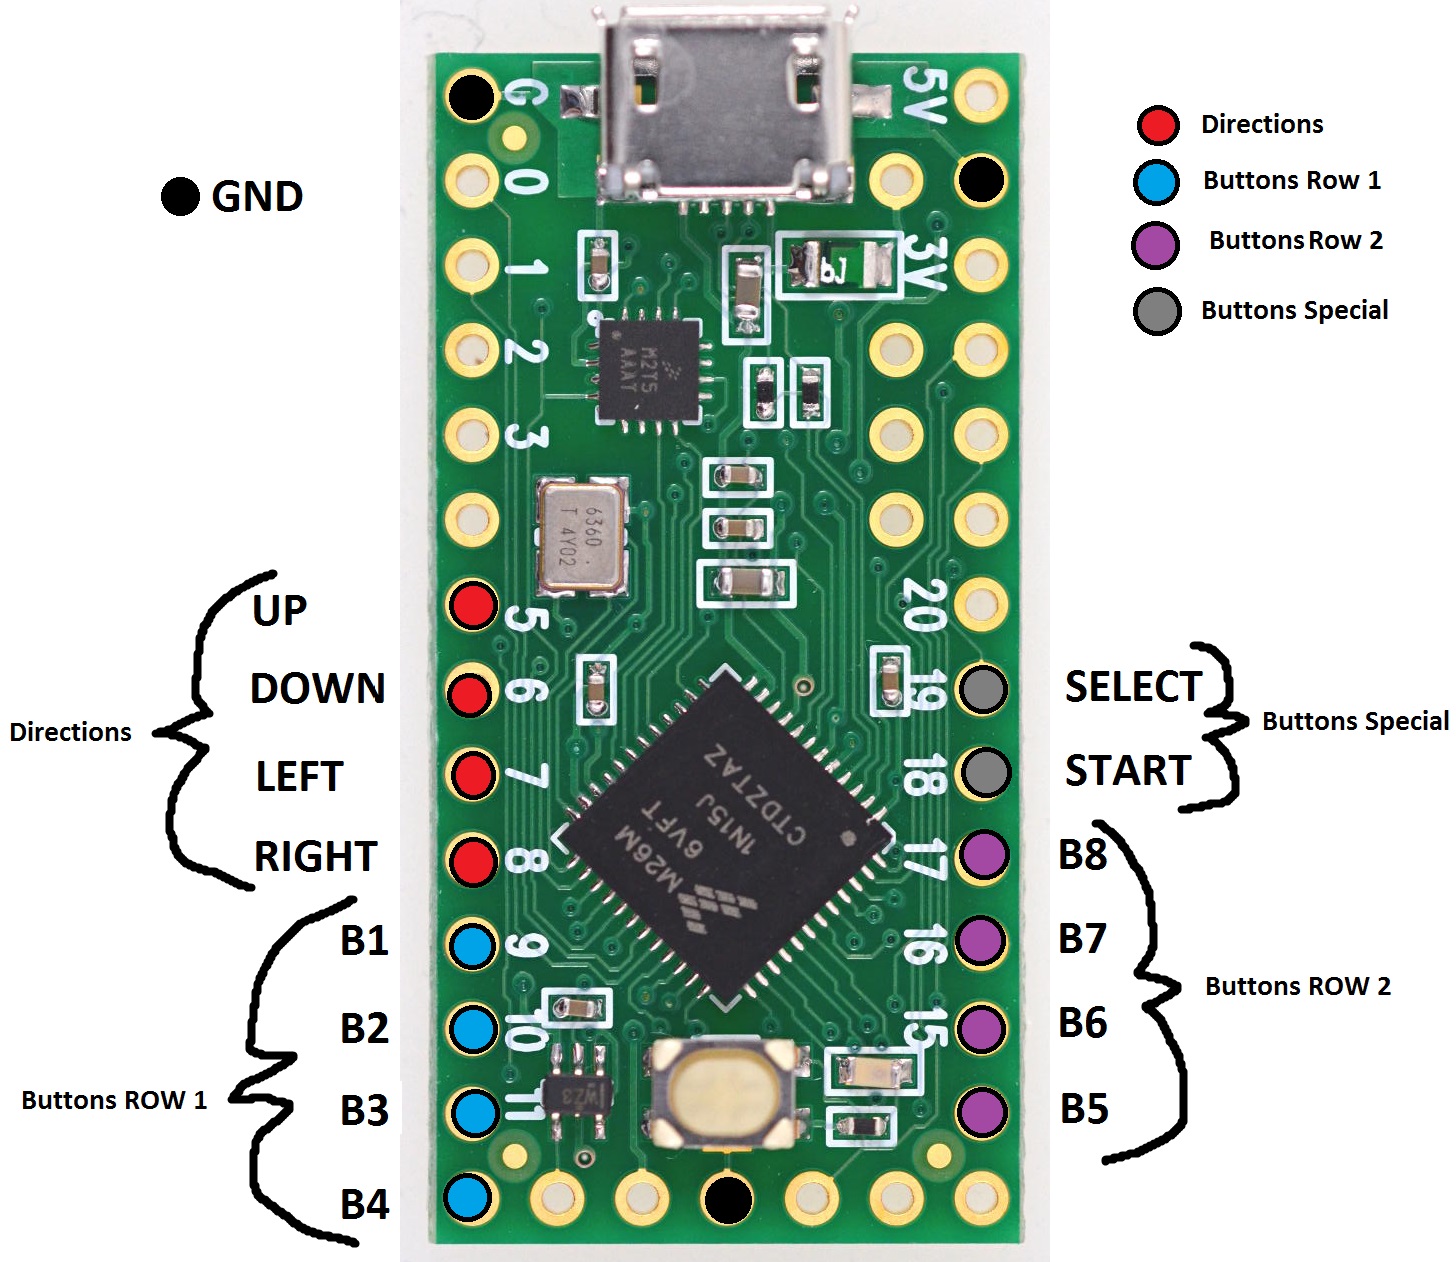 G
5V
Directions
Buttons Row 1
GND
0
Buttons Row 2
3V
1
Buttons Special
2
M2T5
AAAT
3
6360
T 4Y02
UP
5
20
DOWN
6
19
SELECT
Directions
Buttons Special
LEFT
7
18
START
RIGHT
8
M26M
6VFT
1N15J
CTDZTAZ
17
B8
B1
9
16
B7
Buttons ROW 2
B2
10
15
B6
Buttons ROW 1
B3
11
B5
B4